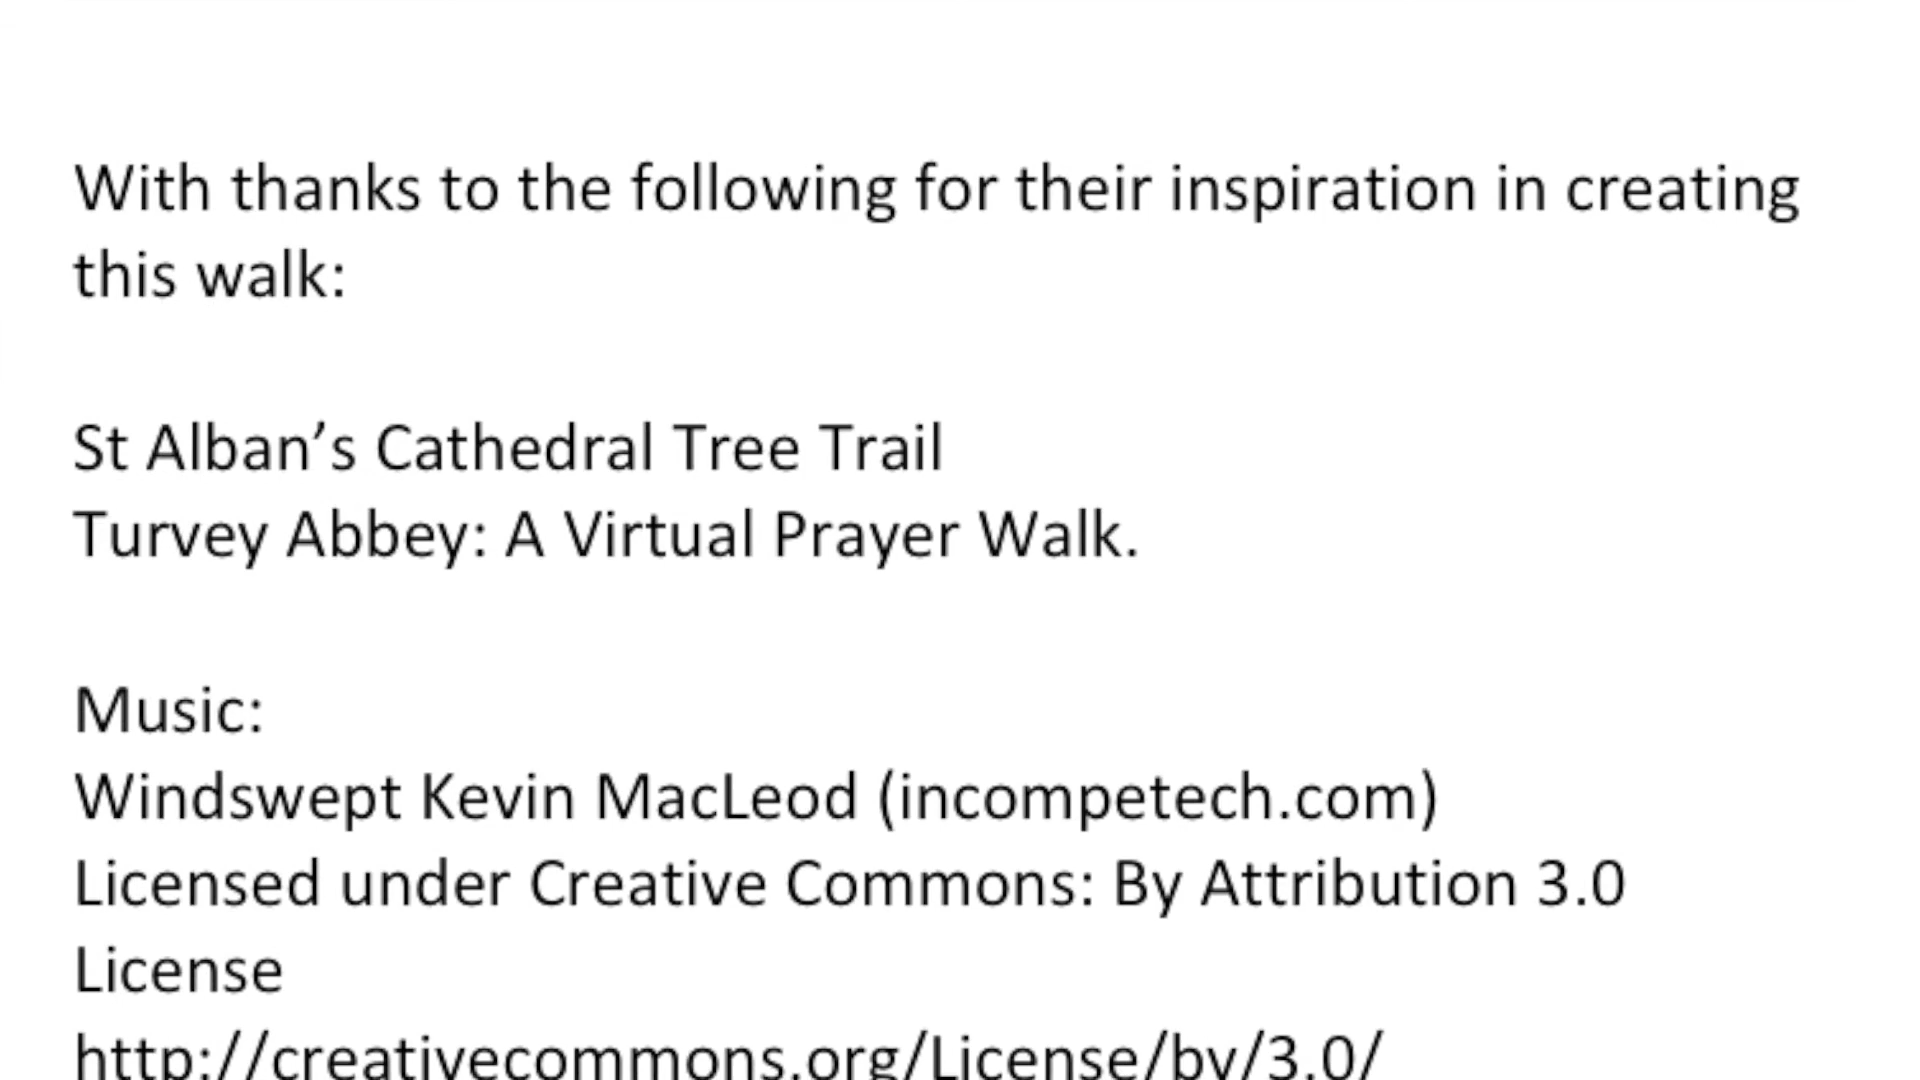 With thanks to the following for their inspiration in creating
this walk:
St Alban’s Cathedral Tree Trail
Turvey Abbey: A Virtual Prayer Walk.
Music:
Windswept Kevin MacLeod (incompetech.com)
Licensed under Creative Commons: By Attribution 3.0
License
http://creativecommons.org/License/by/3.0/